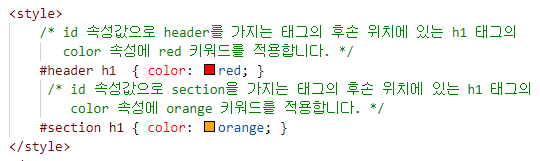 <style>
/* id 속성값으로 header를 가지는 태그의 후손 위치에 있는 h1 태그의
color 속성에 red 키워드를 적용합니다. */
#header h1  { color: red; }
/* id 속성값으로 section을 가지는 태그의 후손 위치에 있는 h1 태그의
color 속성에 orange 키워드를 적용합니다. */
#section h1 { color: orange; }
</style>